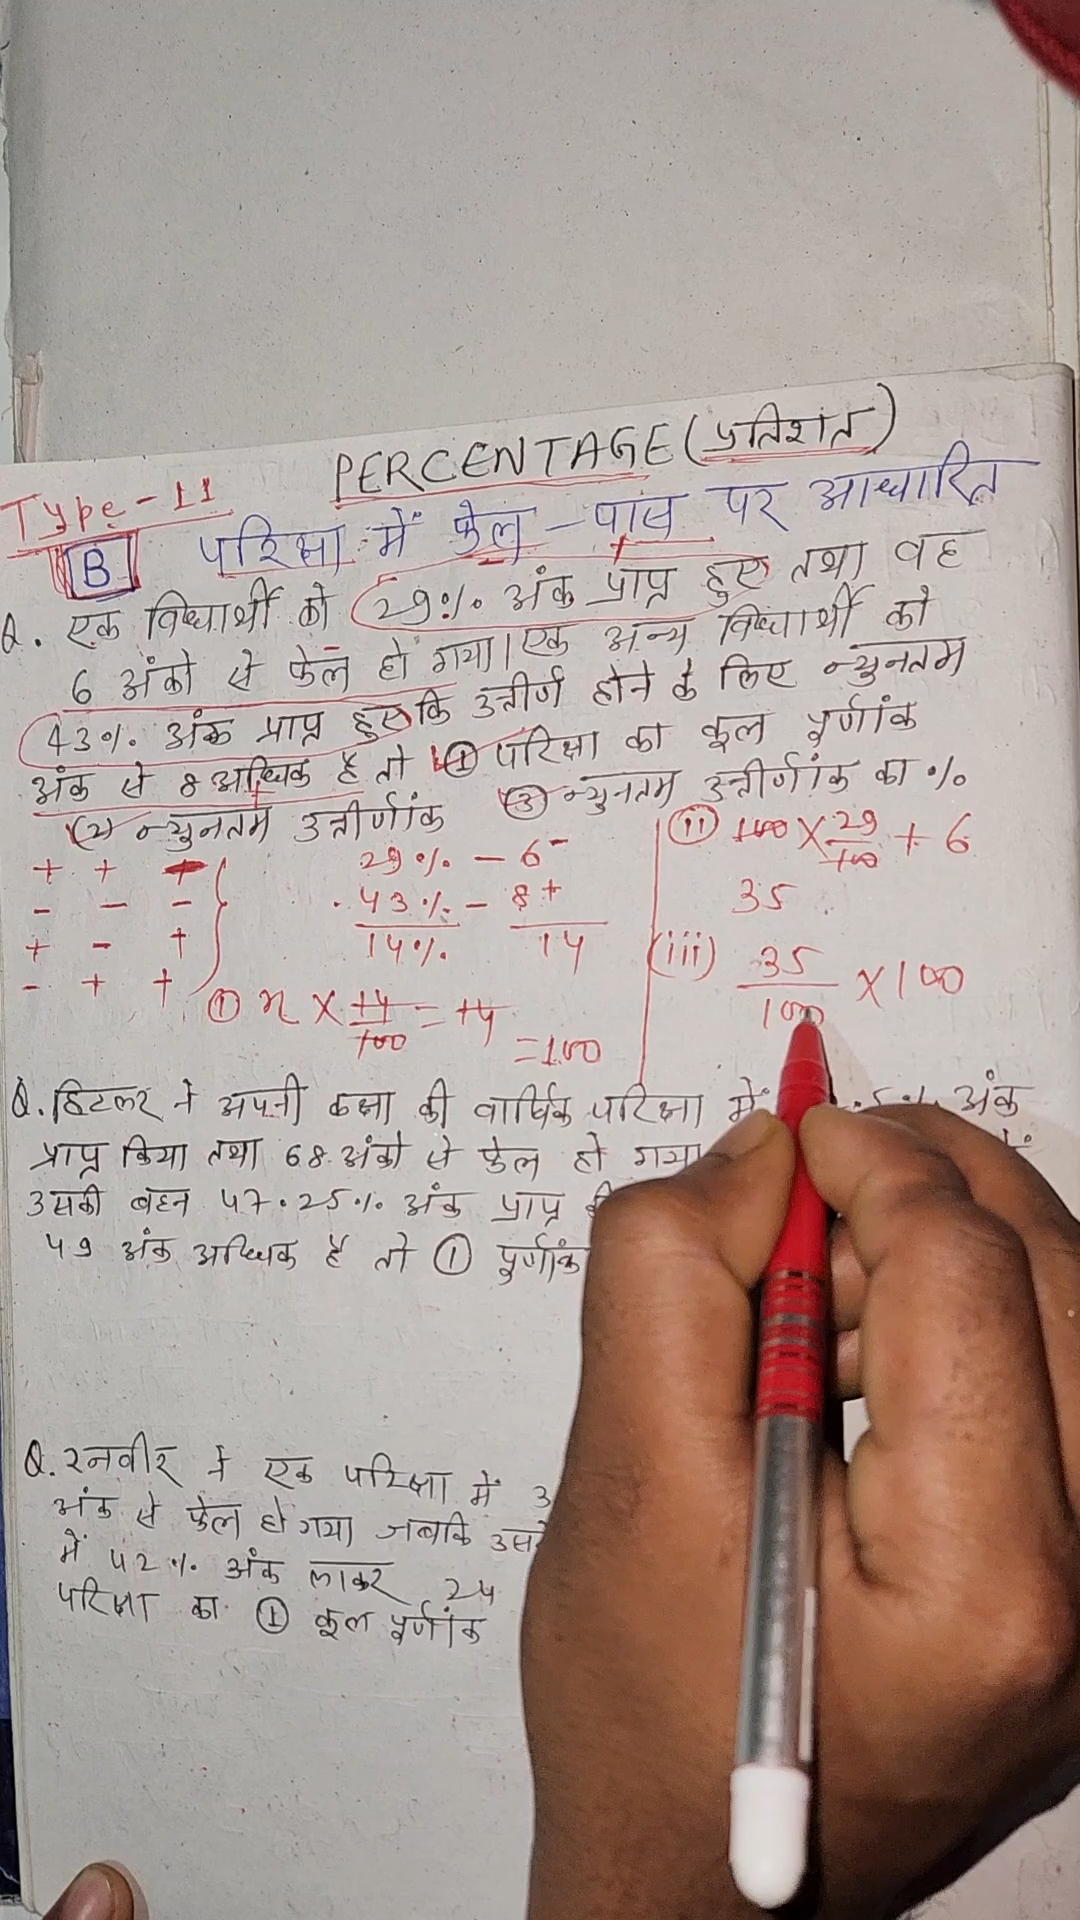 PERCENTAGE (प्रतिशत)
Type-11
B परिक्षा में फेल - पास पर आधारित
Q. एक विधार्थी को 29% अंक प्राप्त हुए तथा वह
6 अंको से फेल हो गया। एक अन्य विधार्थी को
43% अंक प्राप्त हुए कि उत्तीर्ण होने के लिए न्युनतम
अंक से 8 अधिक है तो ① परिक्षा का कुल पूर्णांक
② न्युनतम उत्तीर्णांक ③ न्युनतम उत्तीर्णांक का %
+ + +
- - -
+ - +
- + +
29% - 6 -
43% - 8 +
14% 14
① x × 14/100 = 14
= 100
(ii) 100 × 29/100 + 6
35
(iii) 35/100 × 100
Q. हिटलर ने अपनी कक्षा की वार्षिक परिक्षा में अंक
प्राप्त किया तथा 68 अंको से फेल हो गया
उसकी बहन 47.25% अंक प्राप्त
49 अंक अधिक है तो ① पूर्णांक
Q. रनवीर ने एक परिक्षा में 3
अंक से फेल हो गया जबकि उस
में 42% अंक लाकर 24
परिक्षा का ① कुल पूर्णांक